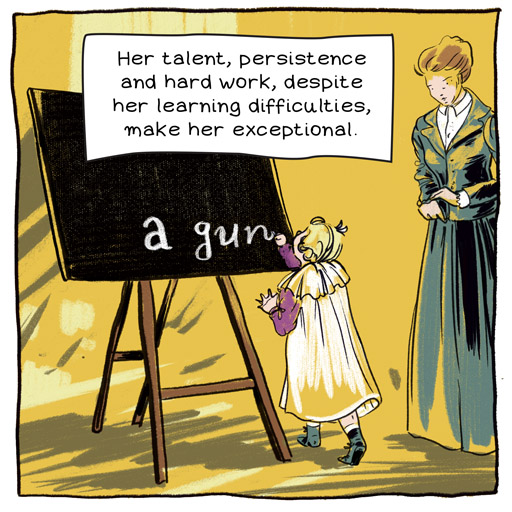 Her talent, persistence
and hard work, despite
her learning difficulties,
make her exceptional.
a gun